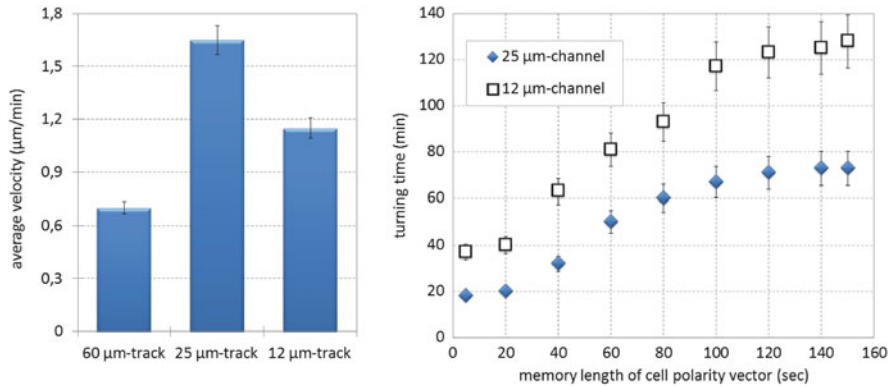 1,8
1,5
1,2
0,9
0,6
0,3
0
average velocity (μm/min)
60 μm-track 25 μm-track 12 μm-track
140
120
100
80
60
40
20
0
turning time (min)
25 μm-channel
12 μm-channel
0 20 40 60 80 100 120 140 160
memory length of cell polarity vector (sec)